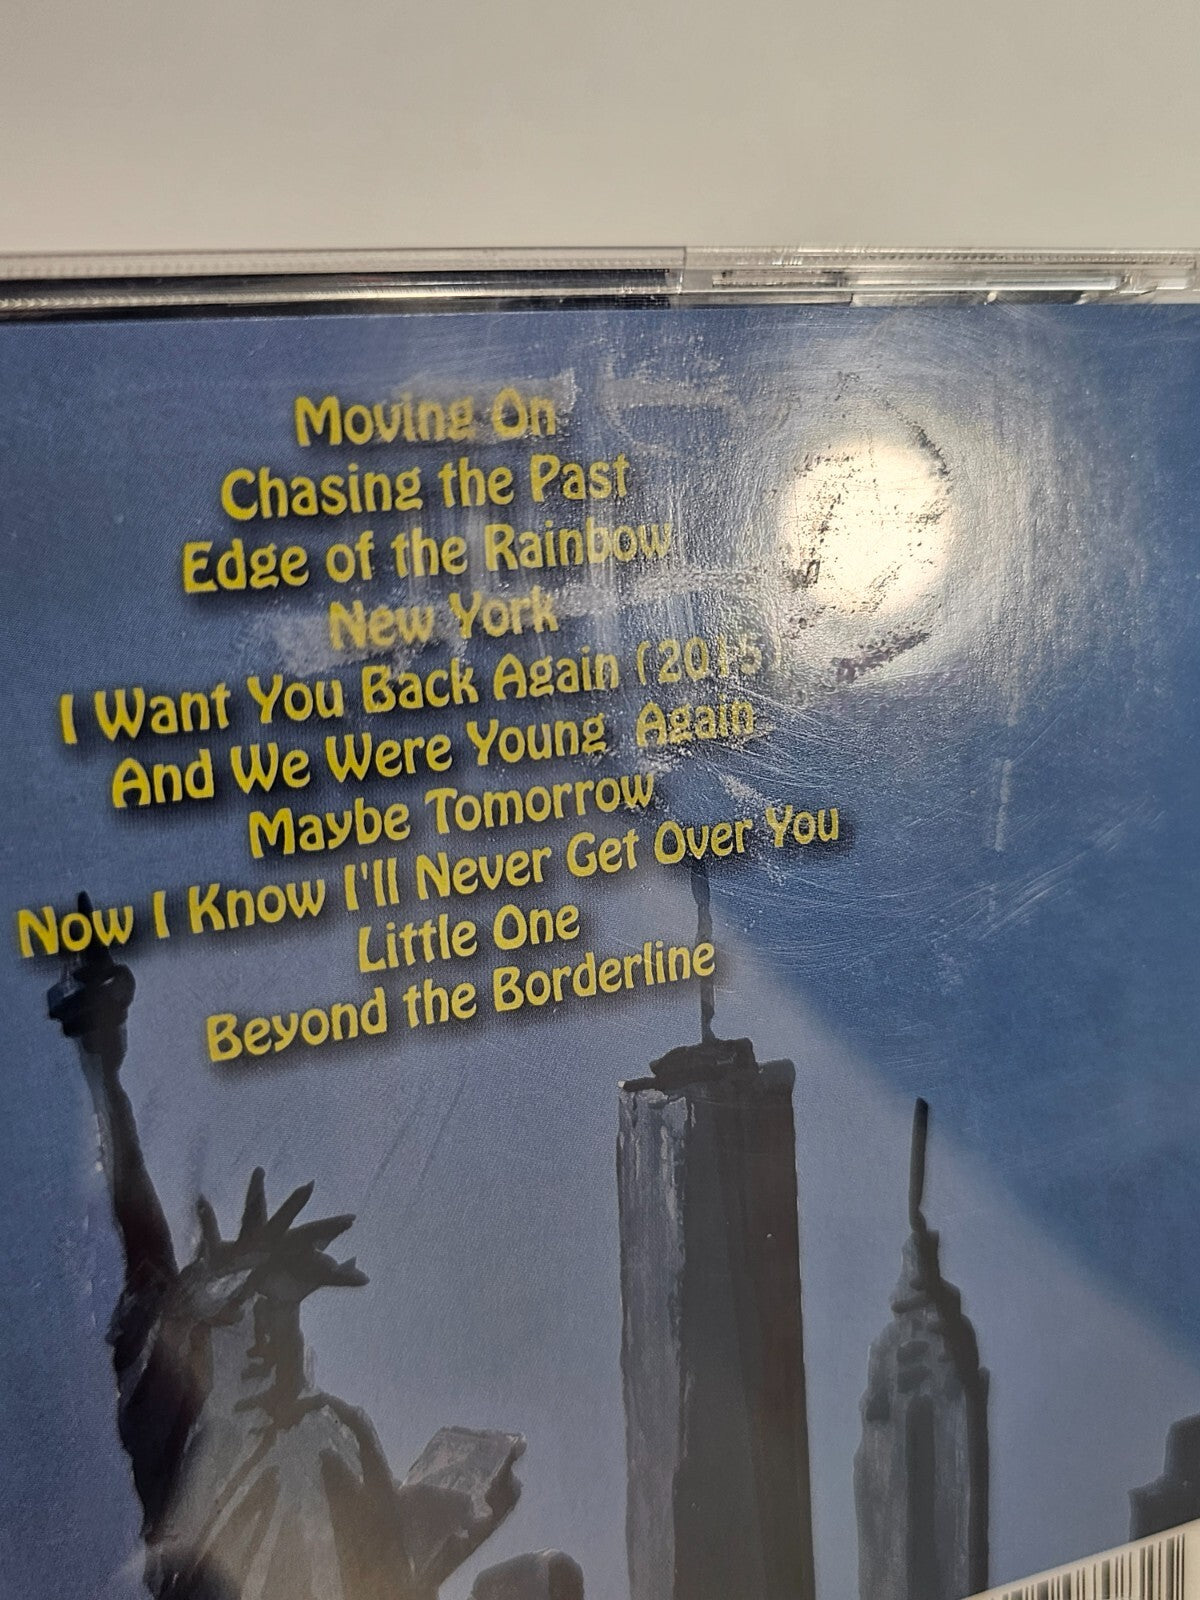 Moving On
Chasing the Past
Edge of the Rainbow
New York
I Want You Back Again (2015)
And We Were Young Again
Maybe Tomorrow
Now I Know I'll Never Get Over You
Little One
Beyond the Borderline